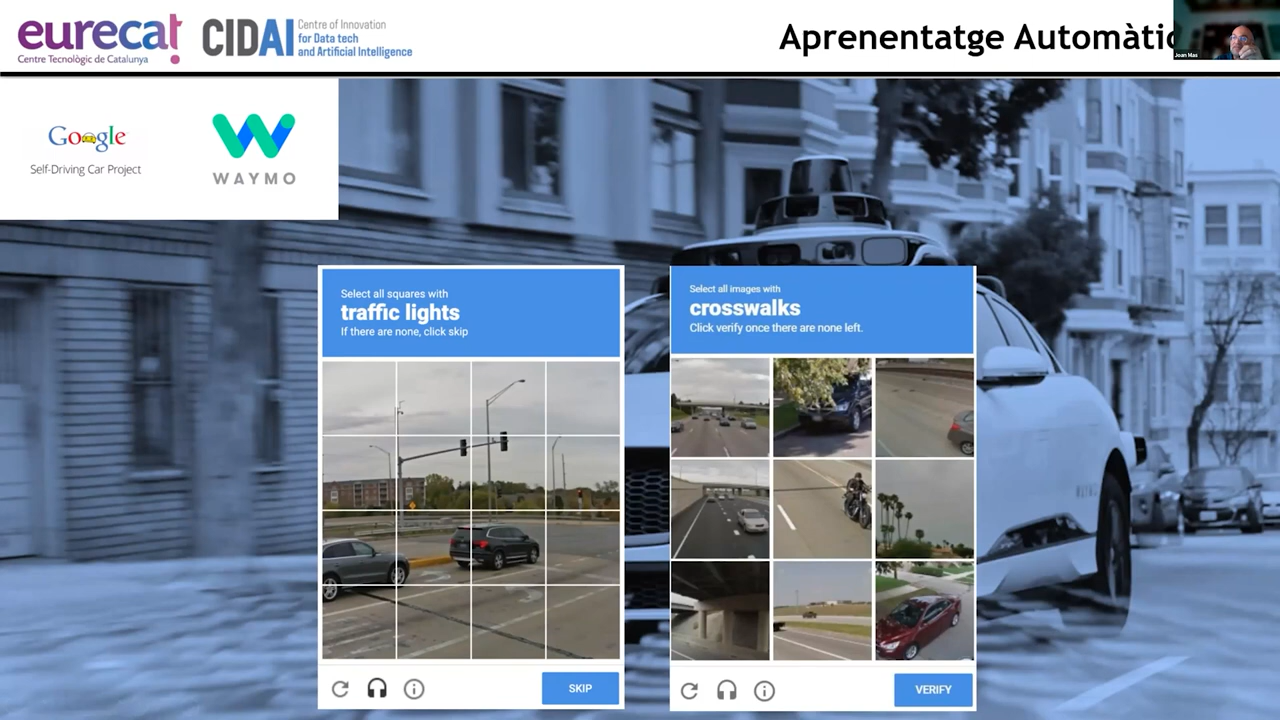 eurecat
Centre Tecnològic de Catalunya
CIDAI
Centre of Innovation
for Data tech
and Artificial Intelligence
Aprenentatge Automàtic
Joan Mas
Google
Self-Driving Car Project
WAYMO
Select all squares with
traffic lights
If there are none, click skip
SKIP
Select all images with
crosswalks
Click verify once there are none left.
VERIFY